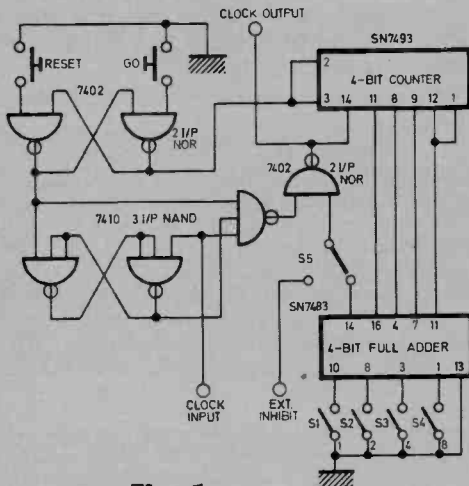 CLOCK OUTPUT
SN7493
RESET
GO
2
4-BIT COUNTER
3 14 11 8 9 12 1
7402
2 I/P
NOR
7402
2 I/P
NOR
7410 3 I/P NAND
S5
SN7483
14 16 4 7 11
4-BIT FULL ADDER
10 8 3 1 13
CLOCK
INPUT
EXT.
INHIBIT
S1 S2 S3 S4
1 2 4 8